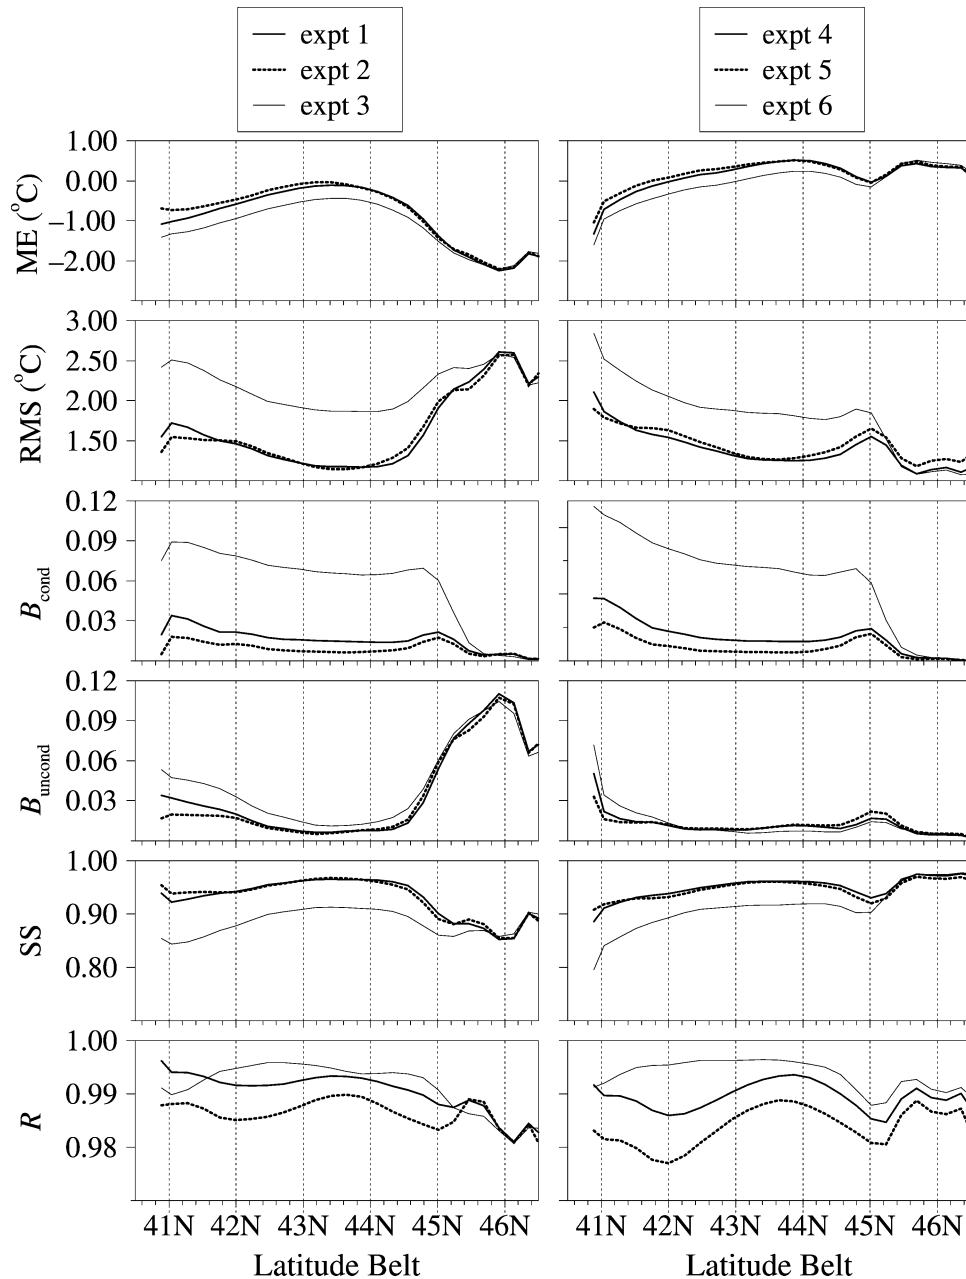 expt 1
expt 2
expt 3
expt 4
expt 5
expt 6
ME (°C)
1.00
0.00
−1.00
−2.00
RMS (°C)
3.00
2.50
2.00
1.50
B cond
0.12
0.09
0.06
0.03
B uncond
0.12
0.09
0.06
0.03
SS
1.00
0.90
0.80
R
1.00
0.99
0.98
41N 42N 43N 44N 45N 46N
41N 42N 43N 44N 45N 46N
Latitude Belt
Latitude Belt